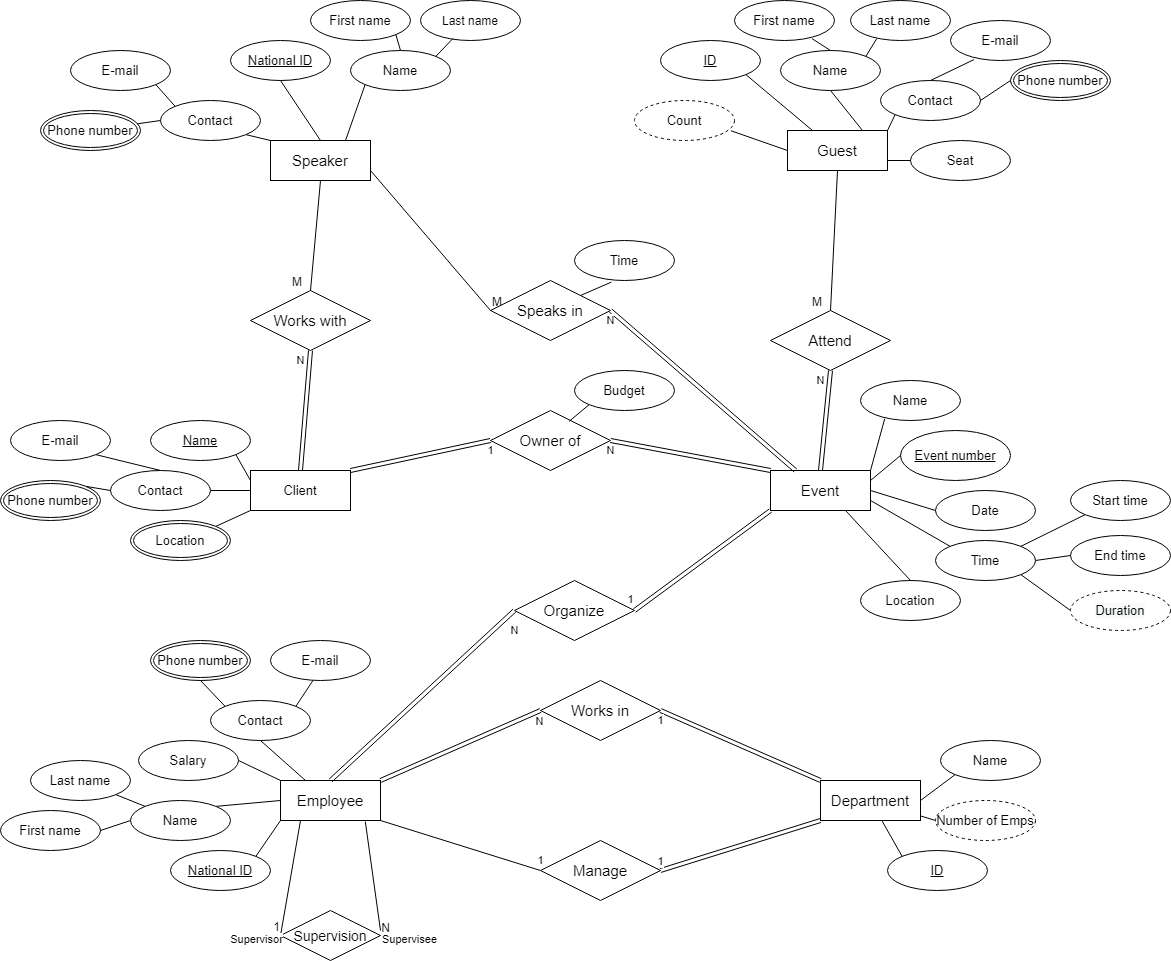 First name
Last name
First name
Last name
E-mail
National ID
ID
E-mail
Name
Name
Phone number
Contact
Contact
Count
Phone number
Speaker
Guest
Seat
Time
M
M
M
Speaks in
Works with
N
Attend
N
N
Budget
Name
E-mail
Name
Owner of
1
N
Event number
Phone number
Contact
Client
Event
Start time
Date
Location
End time
Time
1
Location
Organize
Duration
N
Phone number
E-mail
Contact
Works in
N
1
Salary
Name
Last name
Employee
Department
Name
Number of Emps
First name
1
1
National ID
Manage
ID
1
N
Supervisor
Supervision
Supervisee